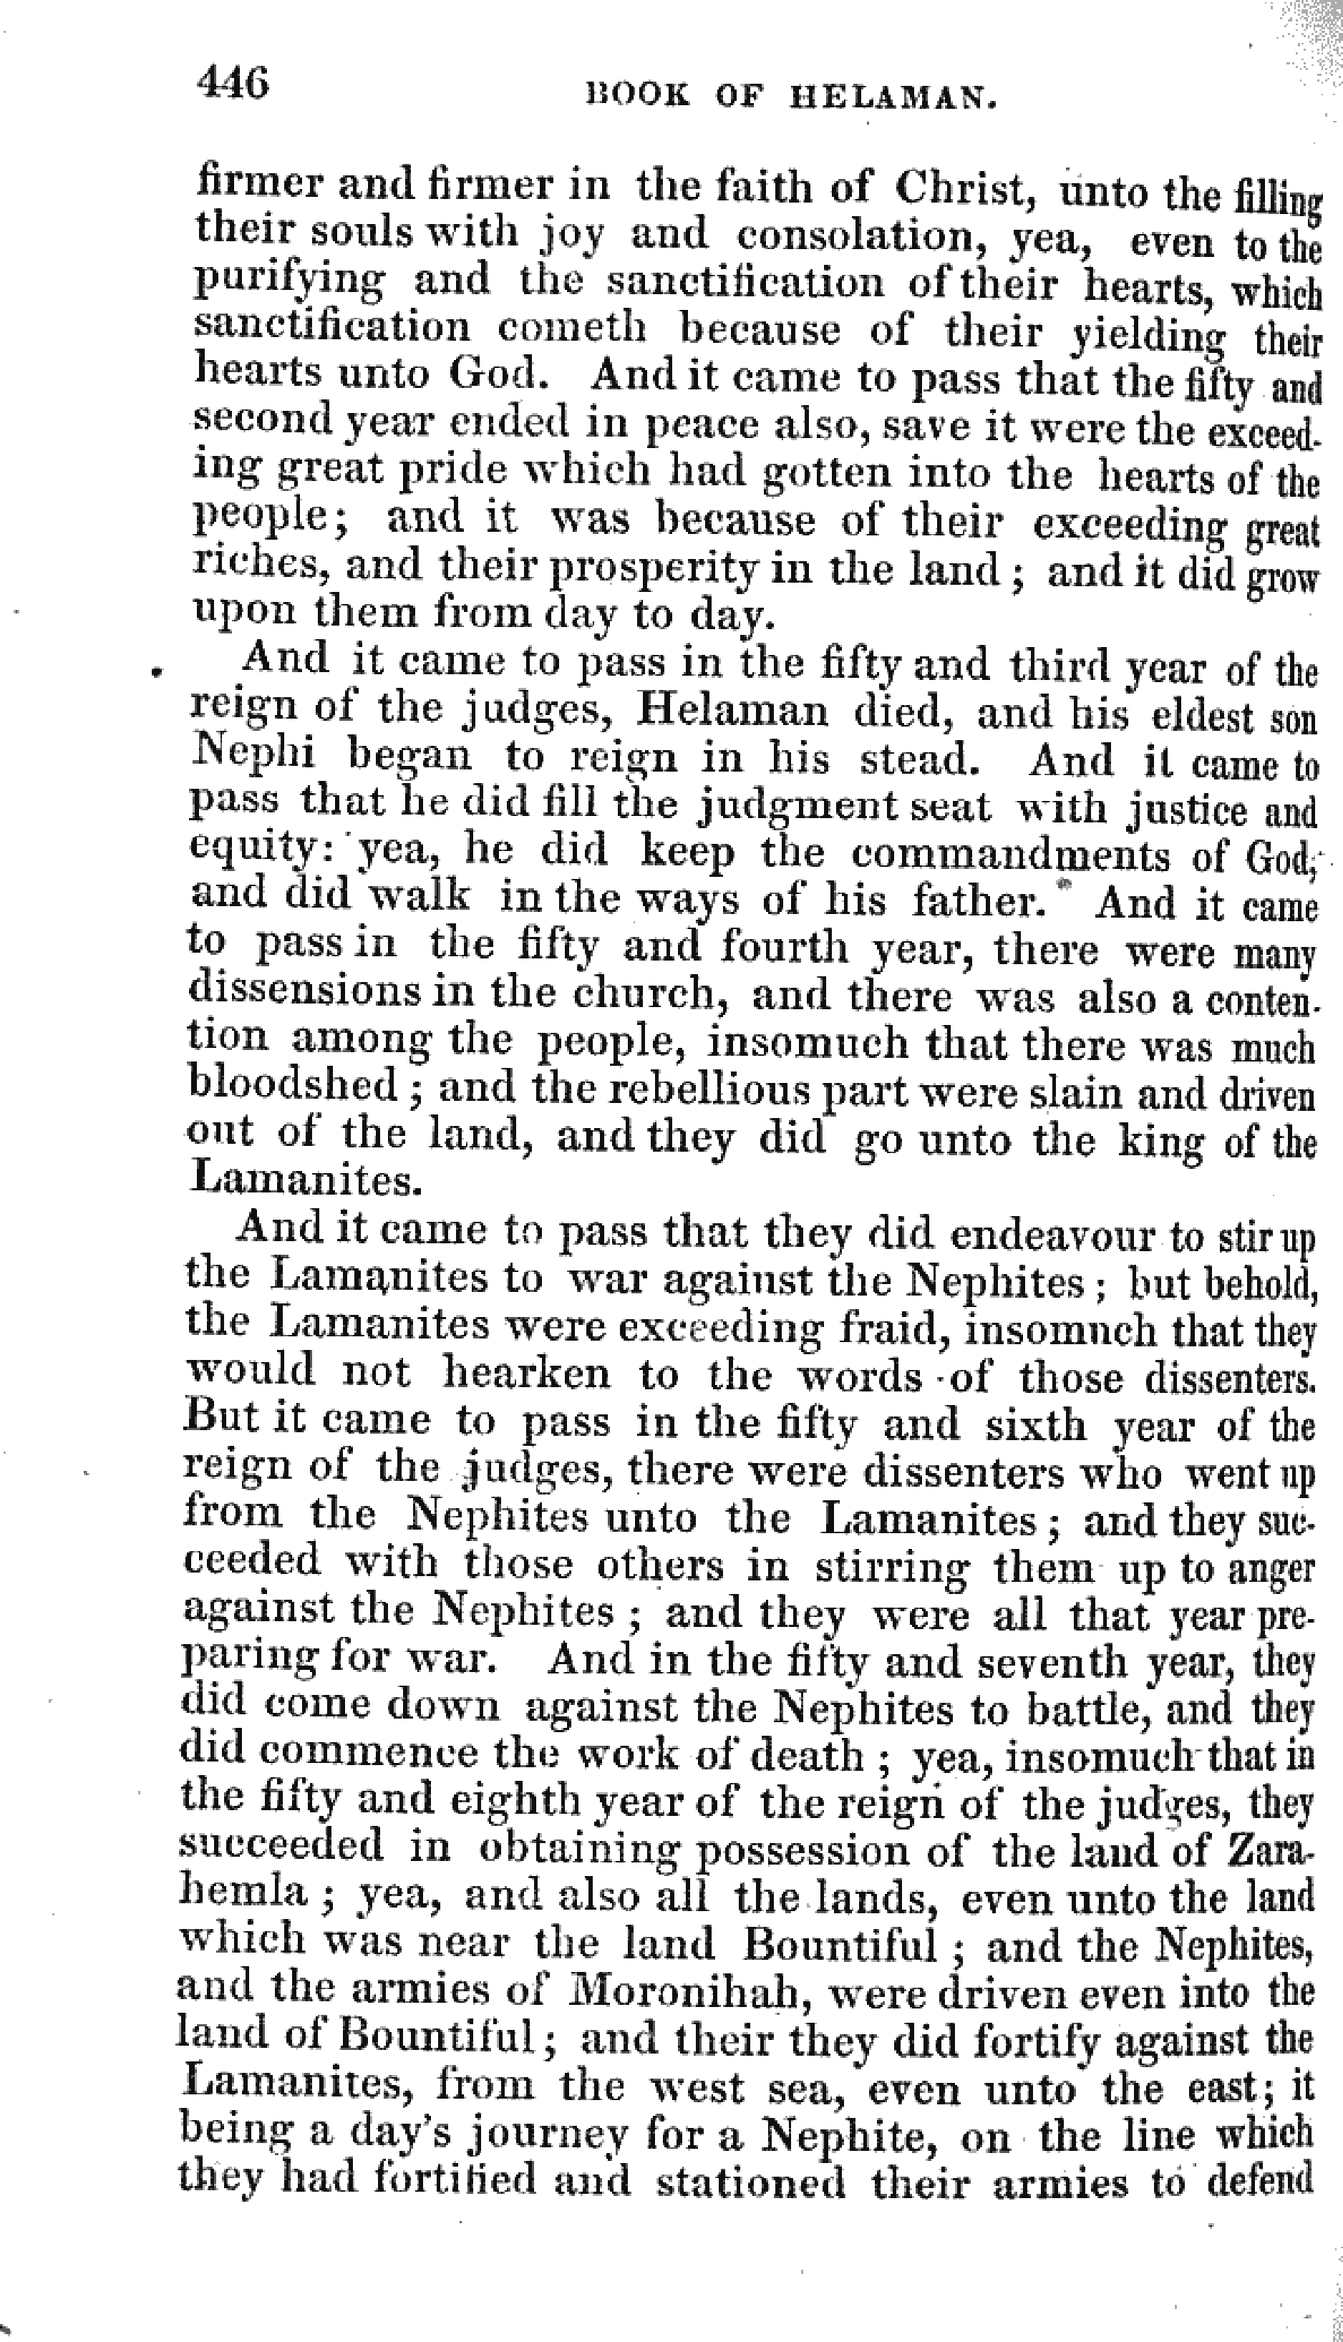 446 BOOK OF HELAMAN.
firmer and firmer in the faith of Christ, unto the filling
their souls with joy and consolation, yea, even to the
purifying and the sanctification of their hearts, which
sanctification cometh because of their yielding their
hearts unto God. And it came to pass that the fifty and
second year ended in peace also, save it were the exceed-
ing great pride which had gotten into the hearts of the
people; and it was because of their exceeding great
riches, and their prosperity in the land; and it did grow
upon them from day to day.
And it came to pass in the fifty and third year of the
reign of the judges, Helaman died, and his eldest son
Nephi began to reign in his stead. And it came to
pass that he did fill the judgment seat with justice and
equity: yea, he did keep the commandments of God,
and did walk in the ways of his father. And it came
to pass in the fifty and fourth year, there were many
dissensions in the church, and there was also a conten-
tion among the people, insomuch that there was much
bloodshed; and the rebellious part were slain and driven
out of the land, and they did go unto the king of the
Lamanites.
And it came to pass that they did endeavour to stir up
the Lamanites to war against the Nephites; but behold,
the Lamanites were exceeding fraid, insomuch that they
would not hearken to the words of those dissenters.
But it came to pass in the fifty and sixth year of the
reign of the judges, there were dissenters who went up
from the Nephites unto the Lamanites; and they suc-
ceeded with those others in stirring them up to anger
against the Nephites; and they were all that year pre-
paring for war. And in the fifty and seventh year, they
did come down against the Nephites to battle, and they
did commence the work of death; yea, insomuch that in
the fifty and eighth year of the reign of the judges, they
succeeded in obtaining possession of the land of Zara-
hemla; yea, and also all the lands, even unto the land
which was near the land Bountiful; and the Nephites,
and the armies of Moronihah, were driven even into the
land of Bountiful; and their they did fortify against the
Lamanites, from the west sea, even unto the east; it
being a day's journey for a Nephite, on the line which
they had fortified and stationed their armies to defend